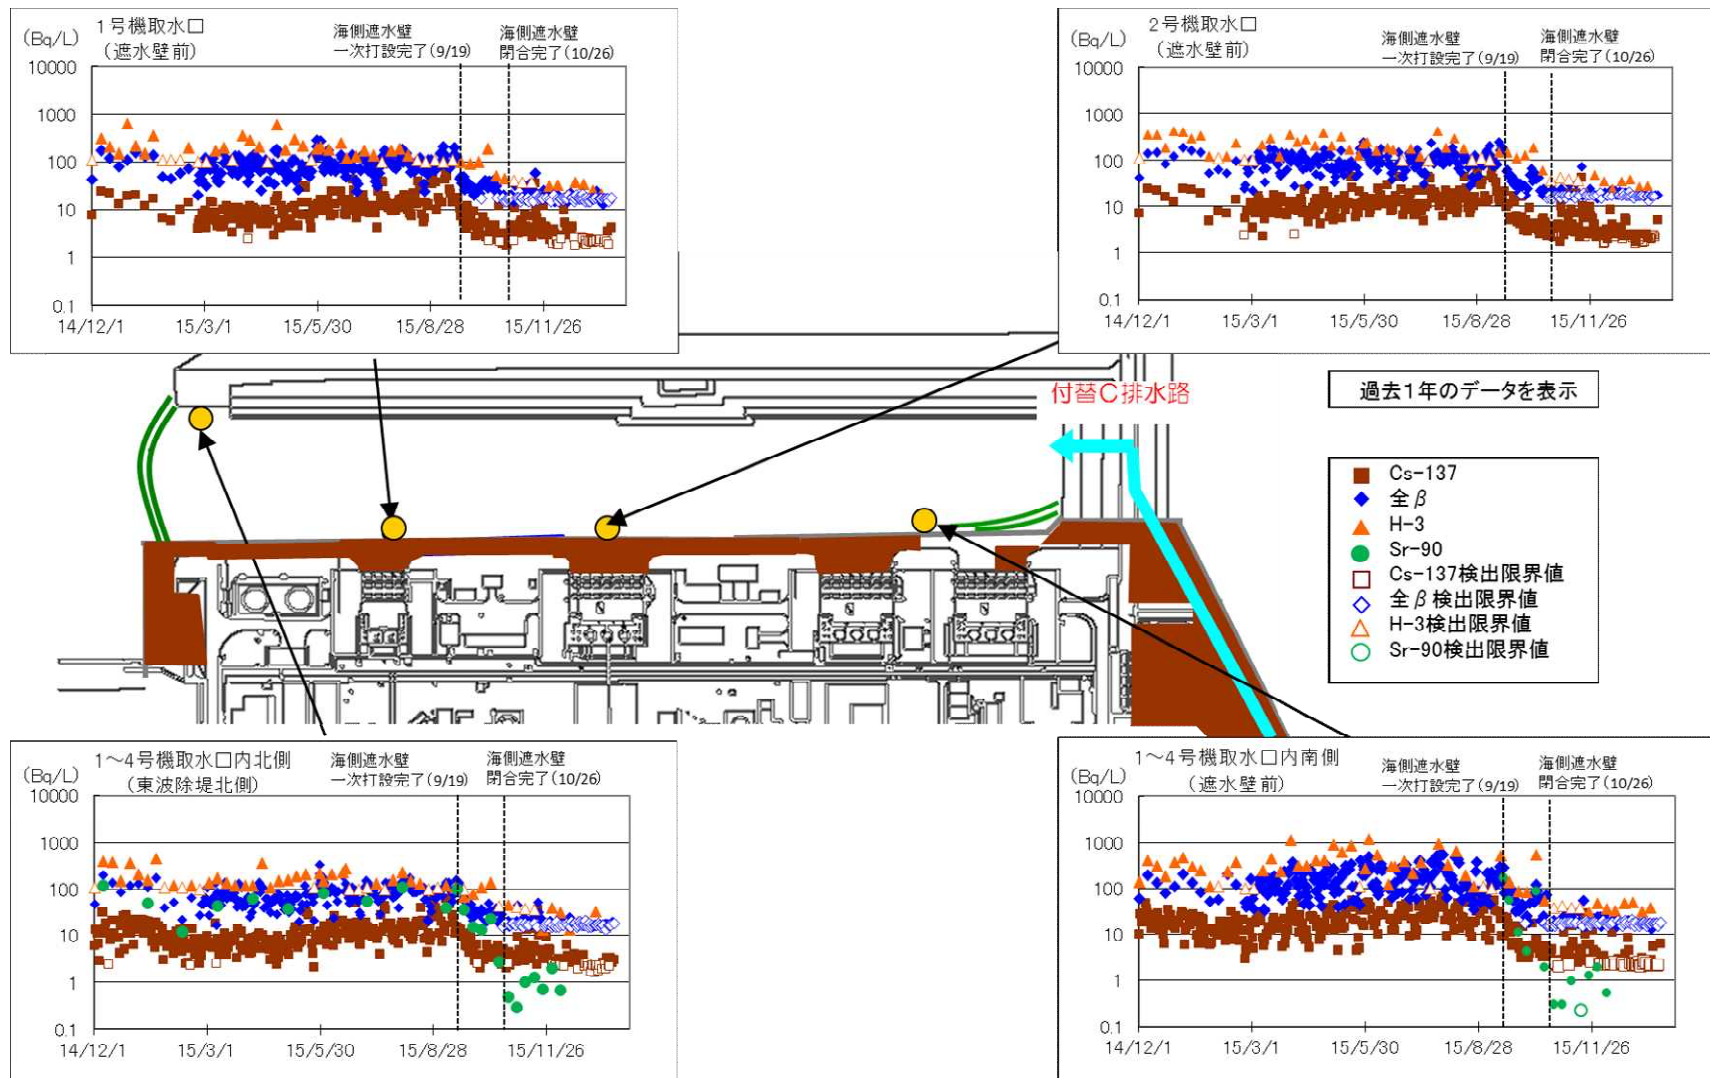 1号機取水口
(遮水壁前)
(Bq/L)
海側遮水壁
一次打設完了(9/19)
海側遮水壁
閉合完了(10/26)
10000
1000
100
10
1
0.1
14/12/1 15/3/1 15/5/30 15/8/28 15/11/26
2号機取水口
(遮水壁前)
(Bq/L)
海側遮水壁
一次打設完了(9/19)
海側遮水壁
閉合完了(10/26)
10000
1000
100
10
1
0.1
14/12/1 15/3/1 15/5/30 15/8/28 15/11/26
付替C排水路
過去1年のデータを表示
Cs-137
全β
H-3
Sr-90
Cs-137検出限界値
全β検出限界値
H-3検出限界値
Sr-90検出限界値
1~4号機取水口内北側
(東波除堤北側)
(Bq/L)
海側遮水壁
一次打設完了(9/19)
海側遮水壁
閉合完了(10/26)
10000
1000
100
10
1
0.1
14/12/1 15/3/1 15/5/30 15/8/28 15/11/26
1~4号機取水口内南側
(遮水壁前)
(Bq/L)
海側遮水壁
一次打設完了(9/19)
海側遮水壁
閉合完了(10/26)
10000
1000
100
10
1
0.1
14/12/1 15/3/1 15/5/30 15/8/28 15/11/26